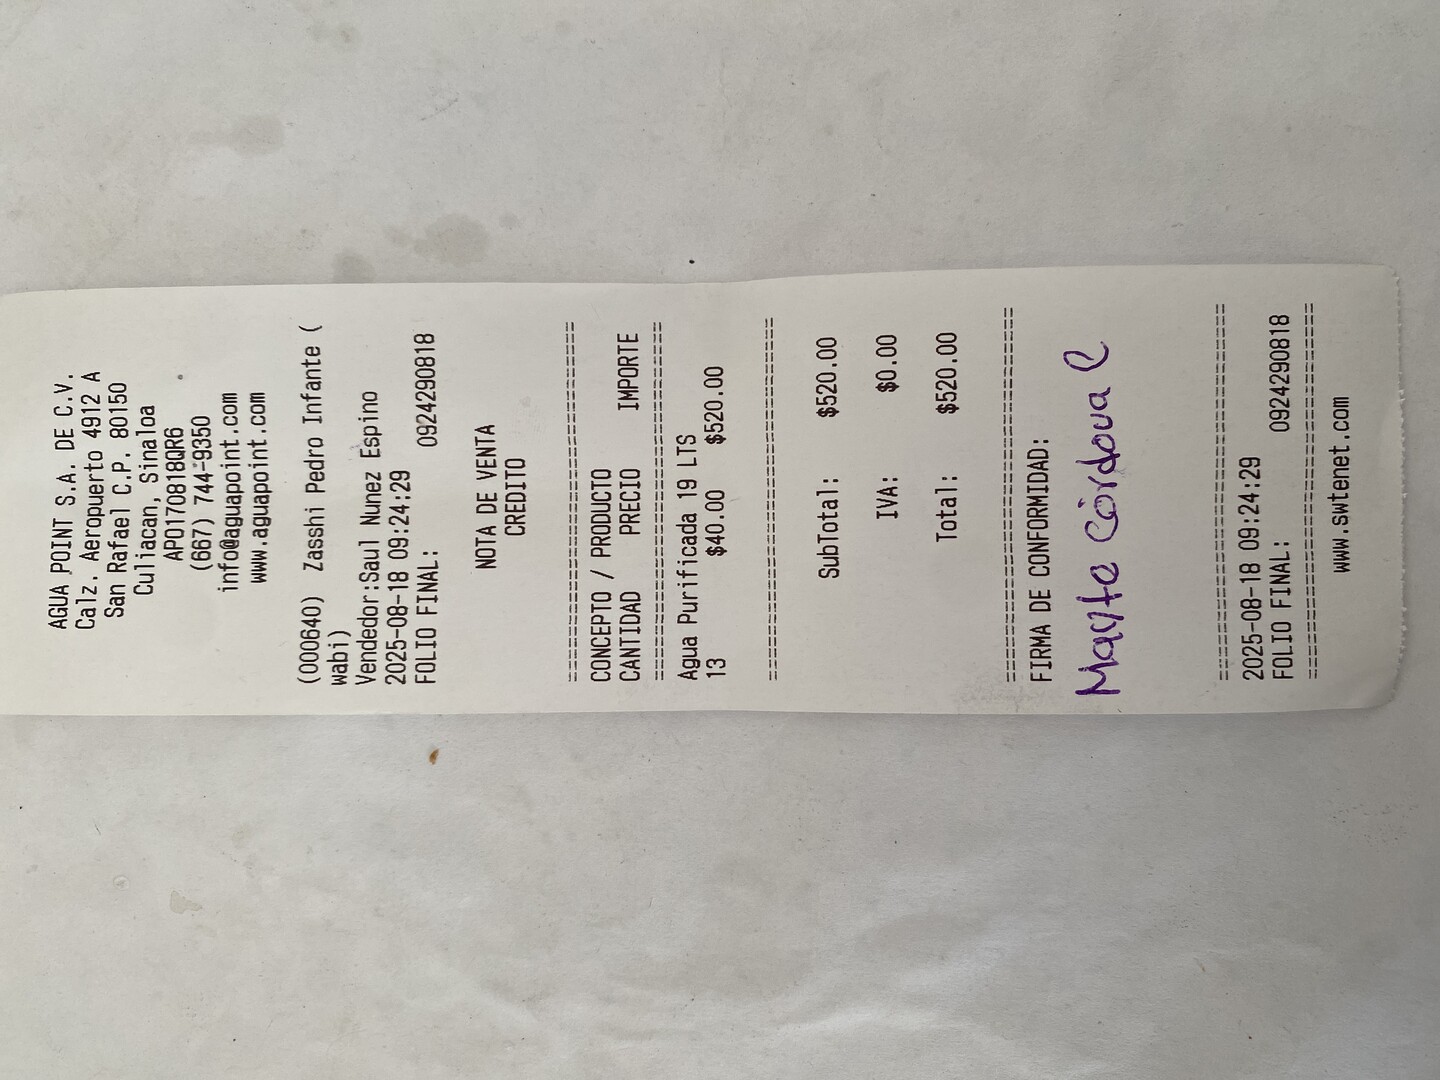 AGUA POINT S.A. DE C.V.
Calz. Aeropuerto 4912 A
San Rafael C.P. 80150
Culiacan, Sinaloa
APO170818QR6
(667) 744-9350
info@aguapoint.com
www.aguapoint.com
(000640) Zasshi Pedro Infante (
wabi)
Vendedor:Saul Nunez Espino
2025-08-18 09:24:29
FOLIO FINAL: 0924290818
NOTA DE VENTA
CREDITO
==============================
CONCEPTO / PRODUCTO
CANTIDAD PRECIO IMPORTE
==============================
Agua Purificada 19 LTS
13 $40.00 $520.00
==============================
SubTotal: $520.00
IVA: $0.00
Total: $520.00
==============================
FIRMA DE CONFORMIDAD:
Mayte Córdova C
==============================
2025-08-18 09:24:29
FOLIO FINAL: 0924290818
==============================
www.swtenet.com